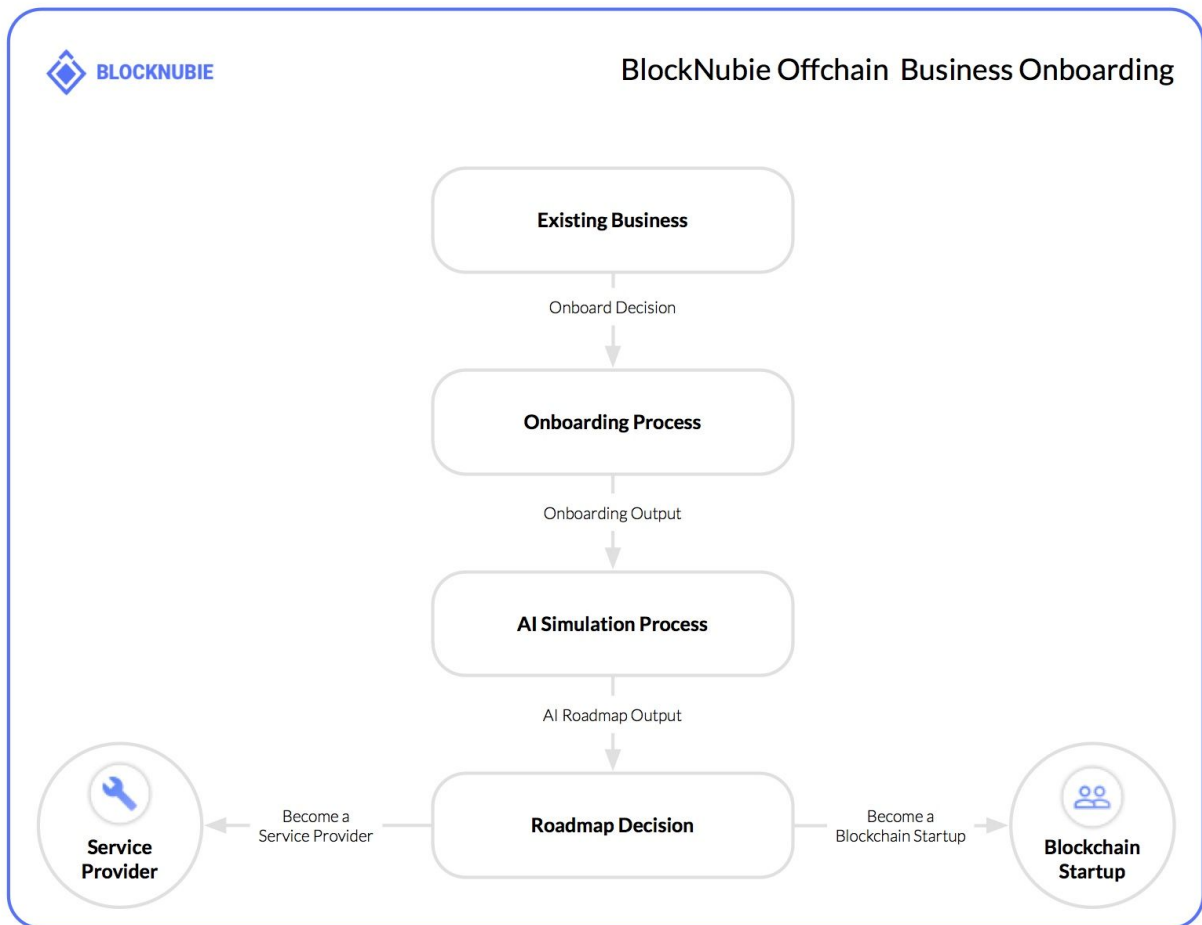 BLOCKNUBIE
BlockNubie Offchain Business Onboarding
Existing Business
Onboard Decision
Onboarding Process
Onboarding Output
AI Simulation Process
AI Roadmap Output
Roadmap Decision
Become a
Service Provider
Service
Provider
Become a
Blockchain Startup
Blockchain
Startup